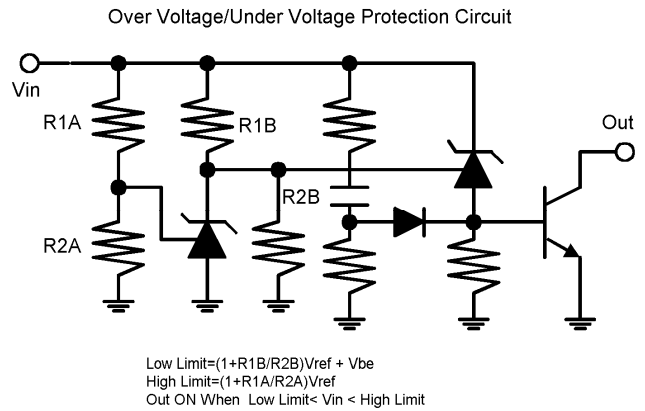 Over Voltage/Under Voltage Protection Circuit
Vin
R1A
R1B
Out
R2B
R2A
Low Limit=(1+R1B/R2B)Vref + Vbe
High Limit=(1+R1A/R2A)Vref
Out ON When  Low Limit< Vin < High Limit